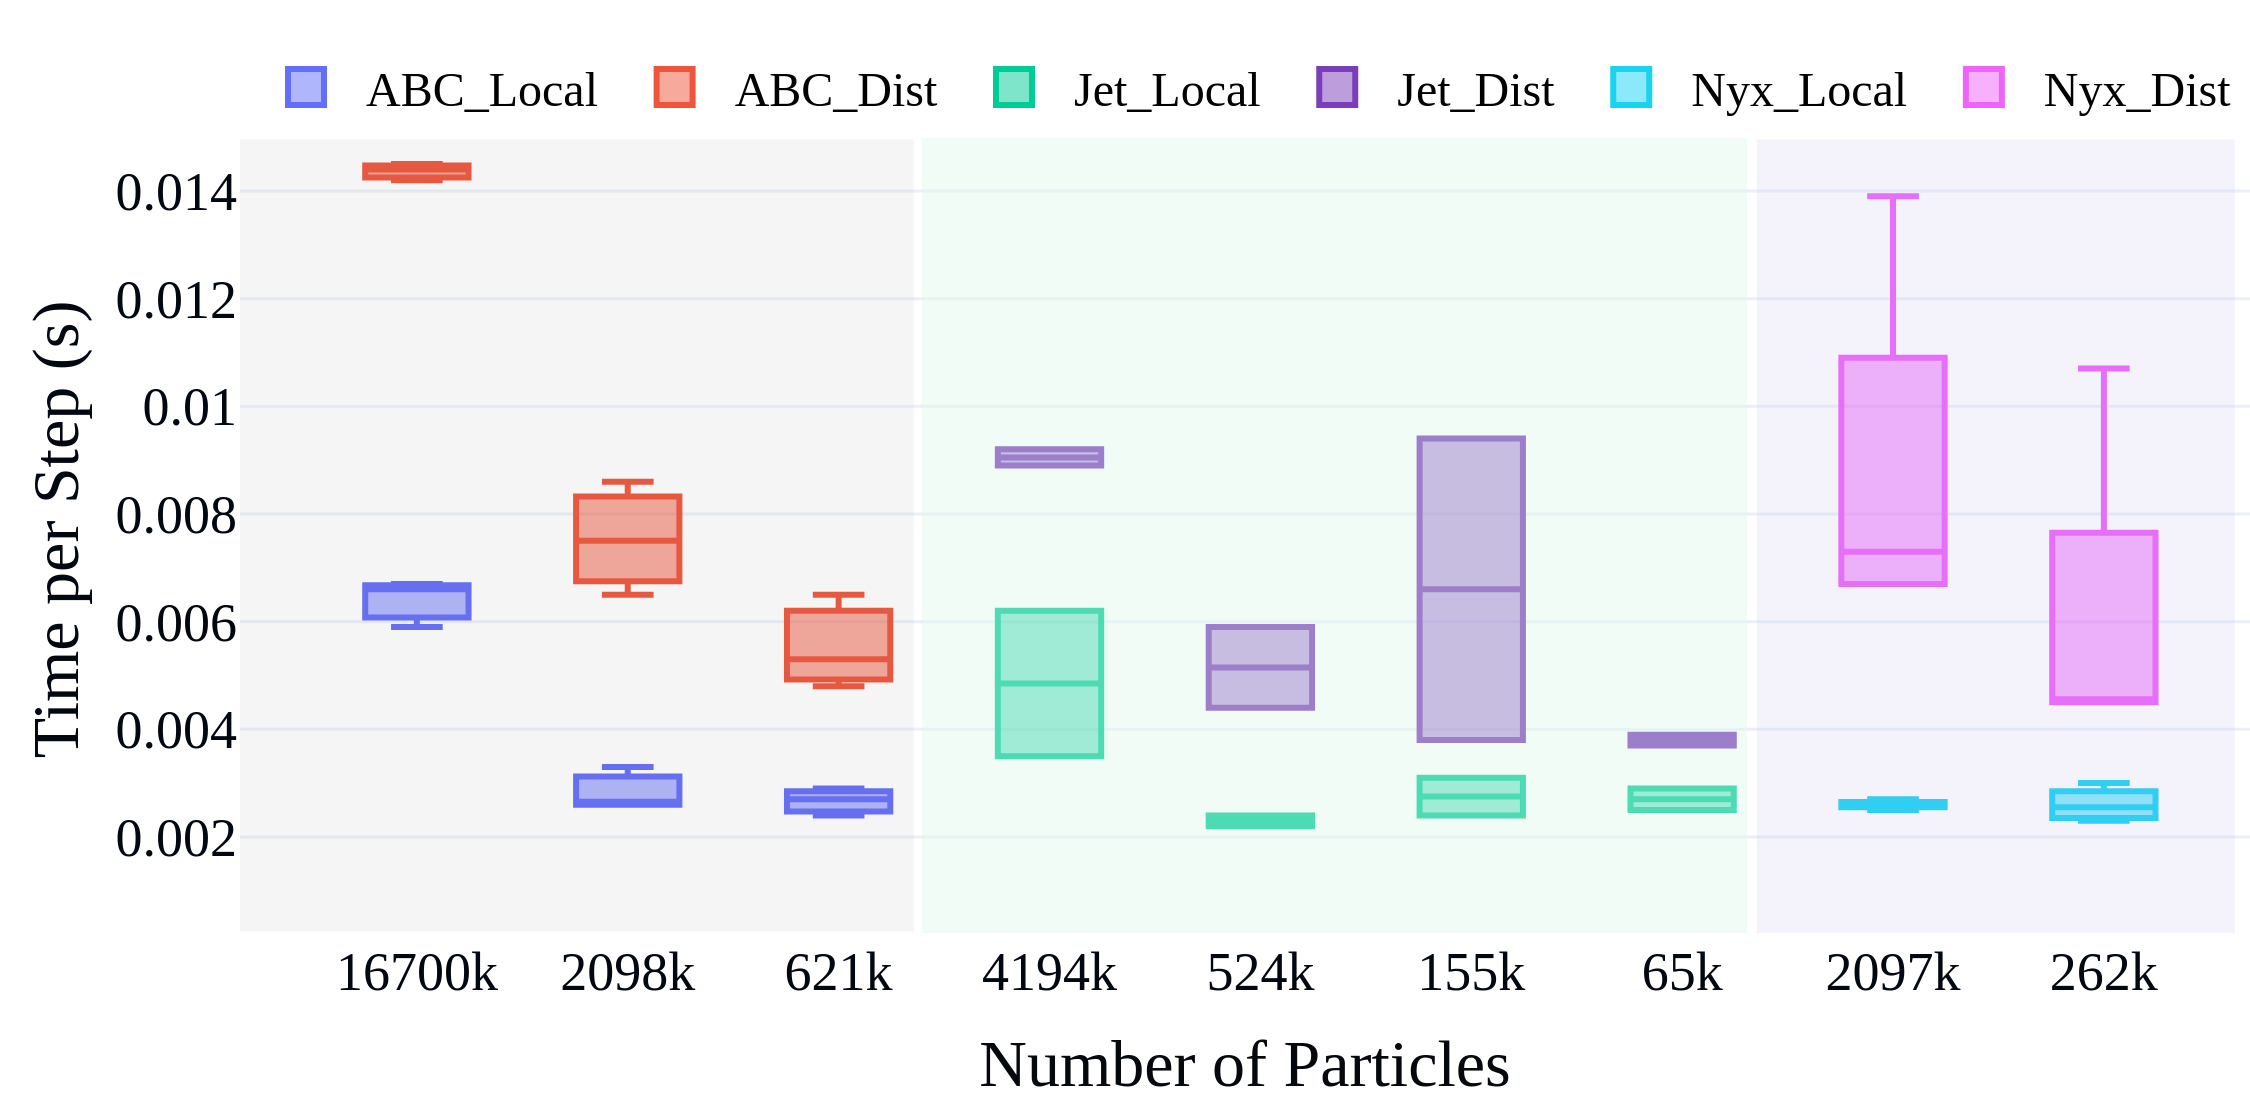 ABC_Local ABC_Dist Jet_Local Jet_Dist Nyx_Local Nyx_Dist
Time per Step (s)
0.014
0.012
0.01
0.008
0.006
0.004
0.002
16700k 2098k 621k 4194k 524k 155k 65k 2097k 262k
Number of Particles